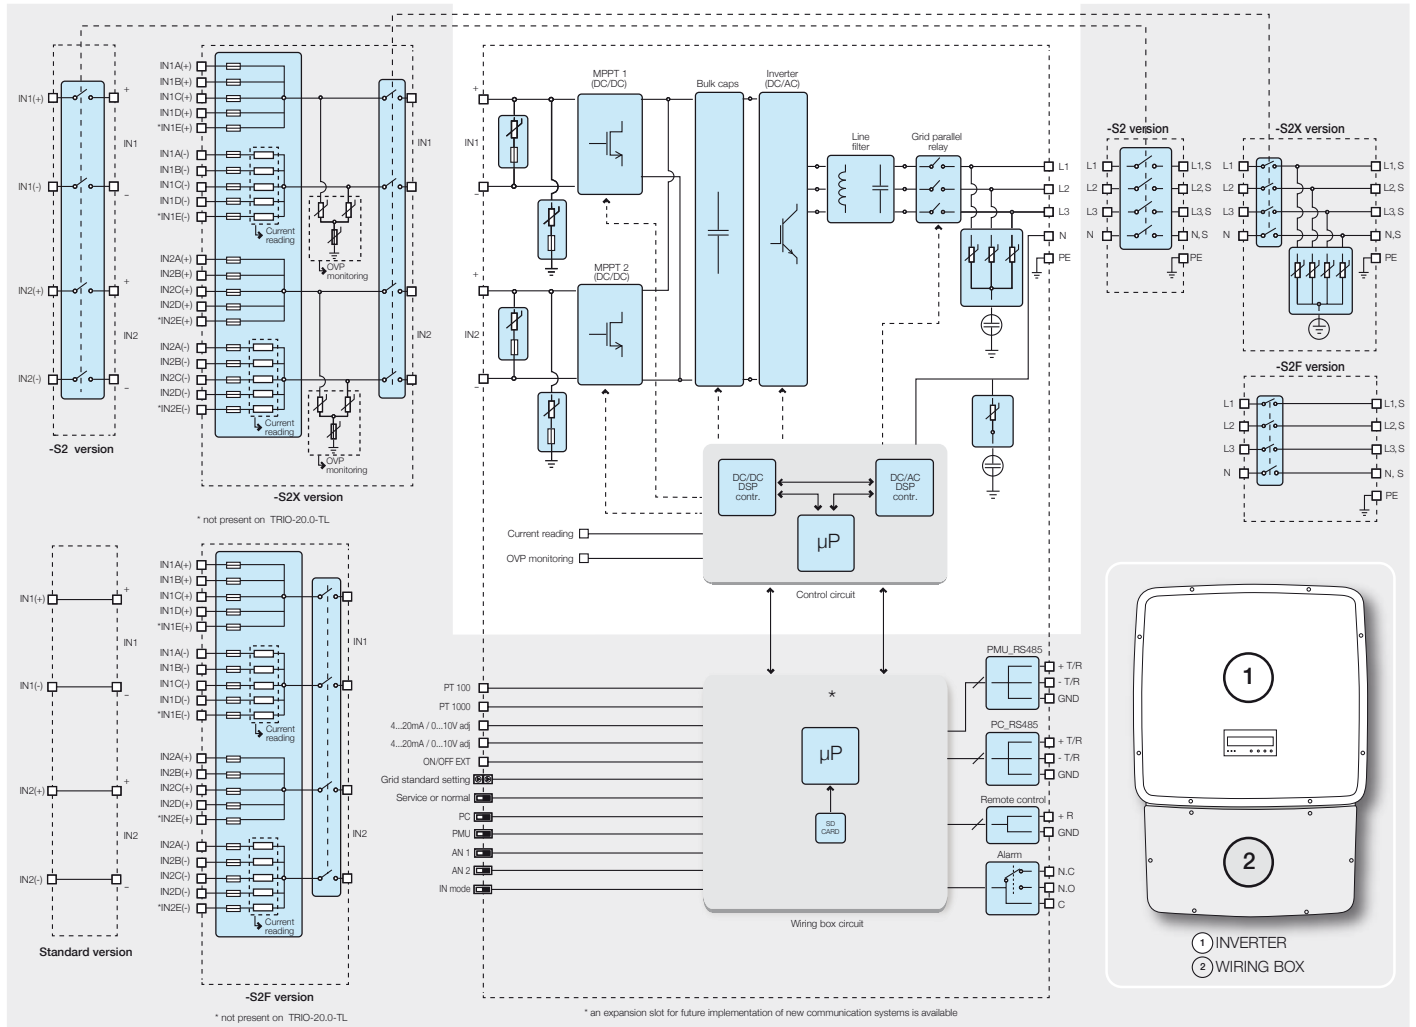 IN1(+)
+
IN1
IN1(-)
−
IN2(+)
+
IN2
IN2(-)
−
-S2 version
IN1A(+)
IN1B(+)
IN1C(+)
IN1D(+)
*IN1E(+)
IN1A(-)
IN1B(-)
IN1C(-)
IN1D(-)
*IN1E(-)
Current
reading
OVP
monitoring
IN1
IN2A(+)
IN2B(+)
IN2C(+)
IN2D(+)
*IN2E(+)
IN2A(-)
IN2B(-)
IN2C(-)
IN2D(-)
*IN2E(-)
Current
reading
OVP
monitoring
IN2
-S2X version
* not present on TRIO-20.0-TL
IN1(+)
+
IN1
IN1(-)
−
IN2(+)
+
IN2
IN2(-)
−
Standard version
IN1A(+)
IN1B(+)
IN1C(+)
IN1D(+)
*IN1E(+)
IN1A(-)
IN1B(-)
IN1C(-)
IN1D(-)
*IN1E(-)
Current
reading
IN1
IN2A(+)
IN2B(+)
IN2C(+)
IN2D(+)
*IN2E(+)
IN2A(-)
IN2B(-)
IN2C(-)
IN2D(-)
*IN2E(-)
Current
reading
IN2
-S2F version
* not present on TRIO-20.0-TL
+
IN1
−
+
IN2
−
MPPT 1
(DC/DC)
MPPT 2
(DC/DC)
Bulk caps
Inverter
(DC/AC)
Line
filter
Grid parallel
relay
L1
L2
L3
N
PE
DC/DC
DSP
contr.
DC/AC
DSP
contr.
µP
Current reading
OVP monitoring
Control circuit
PT 100
PT 1000
4...20mA / 0...10V adj
4...20mA / 0...10V adj
ON/OFF EXT
Grid standard setting
Service or normal
PC
PMU
AN 1
AN 2
IN mode
*
µP
SD
CARD
Wiring box circuit
PMU_RS485
+ T/R
- T/R
GND
PC_RS485
+ T/R
- T/R
GND
Remote control
+ R
GND
Alarm
N.C
N.O
C
* an expansion slot for future implementation of new communication systems is available
-S2 version
L1
L2
L3
N
L1, S
L2, S
L3, S
N, S
PE
-S2X version
L1
L2
L3
N
L1, S
L2, S
L3, S
N,S
PE
-S2F version
L1
L2
L3
N
L1, S
L2, S
L3, S
N, S
PE
1
2
1 INVERTER
2 WIRING BOX